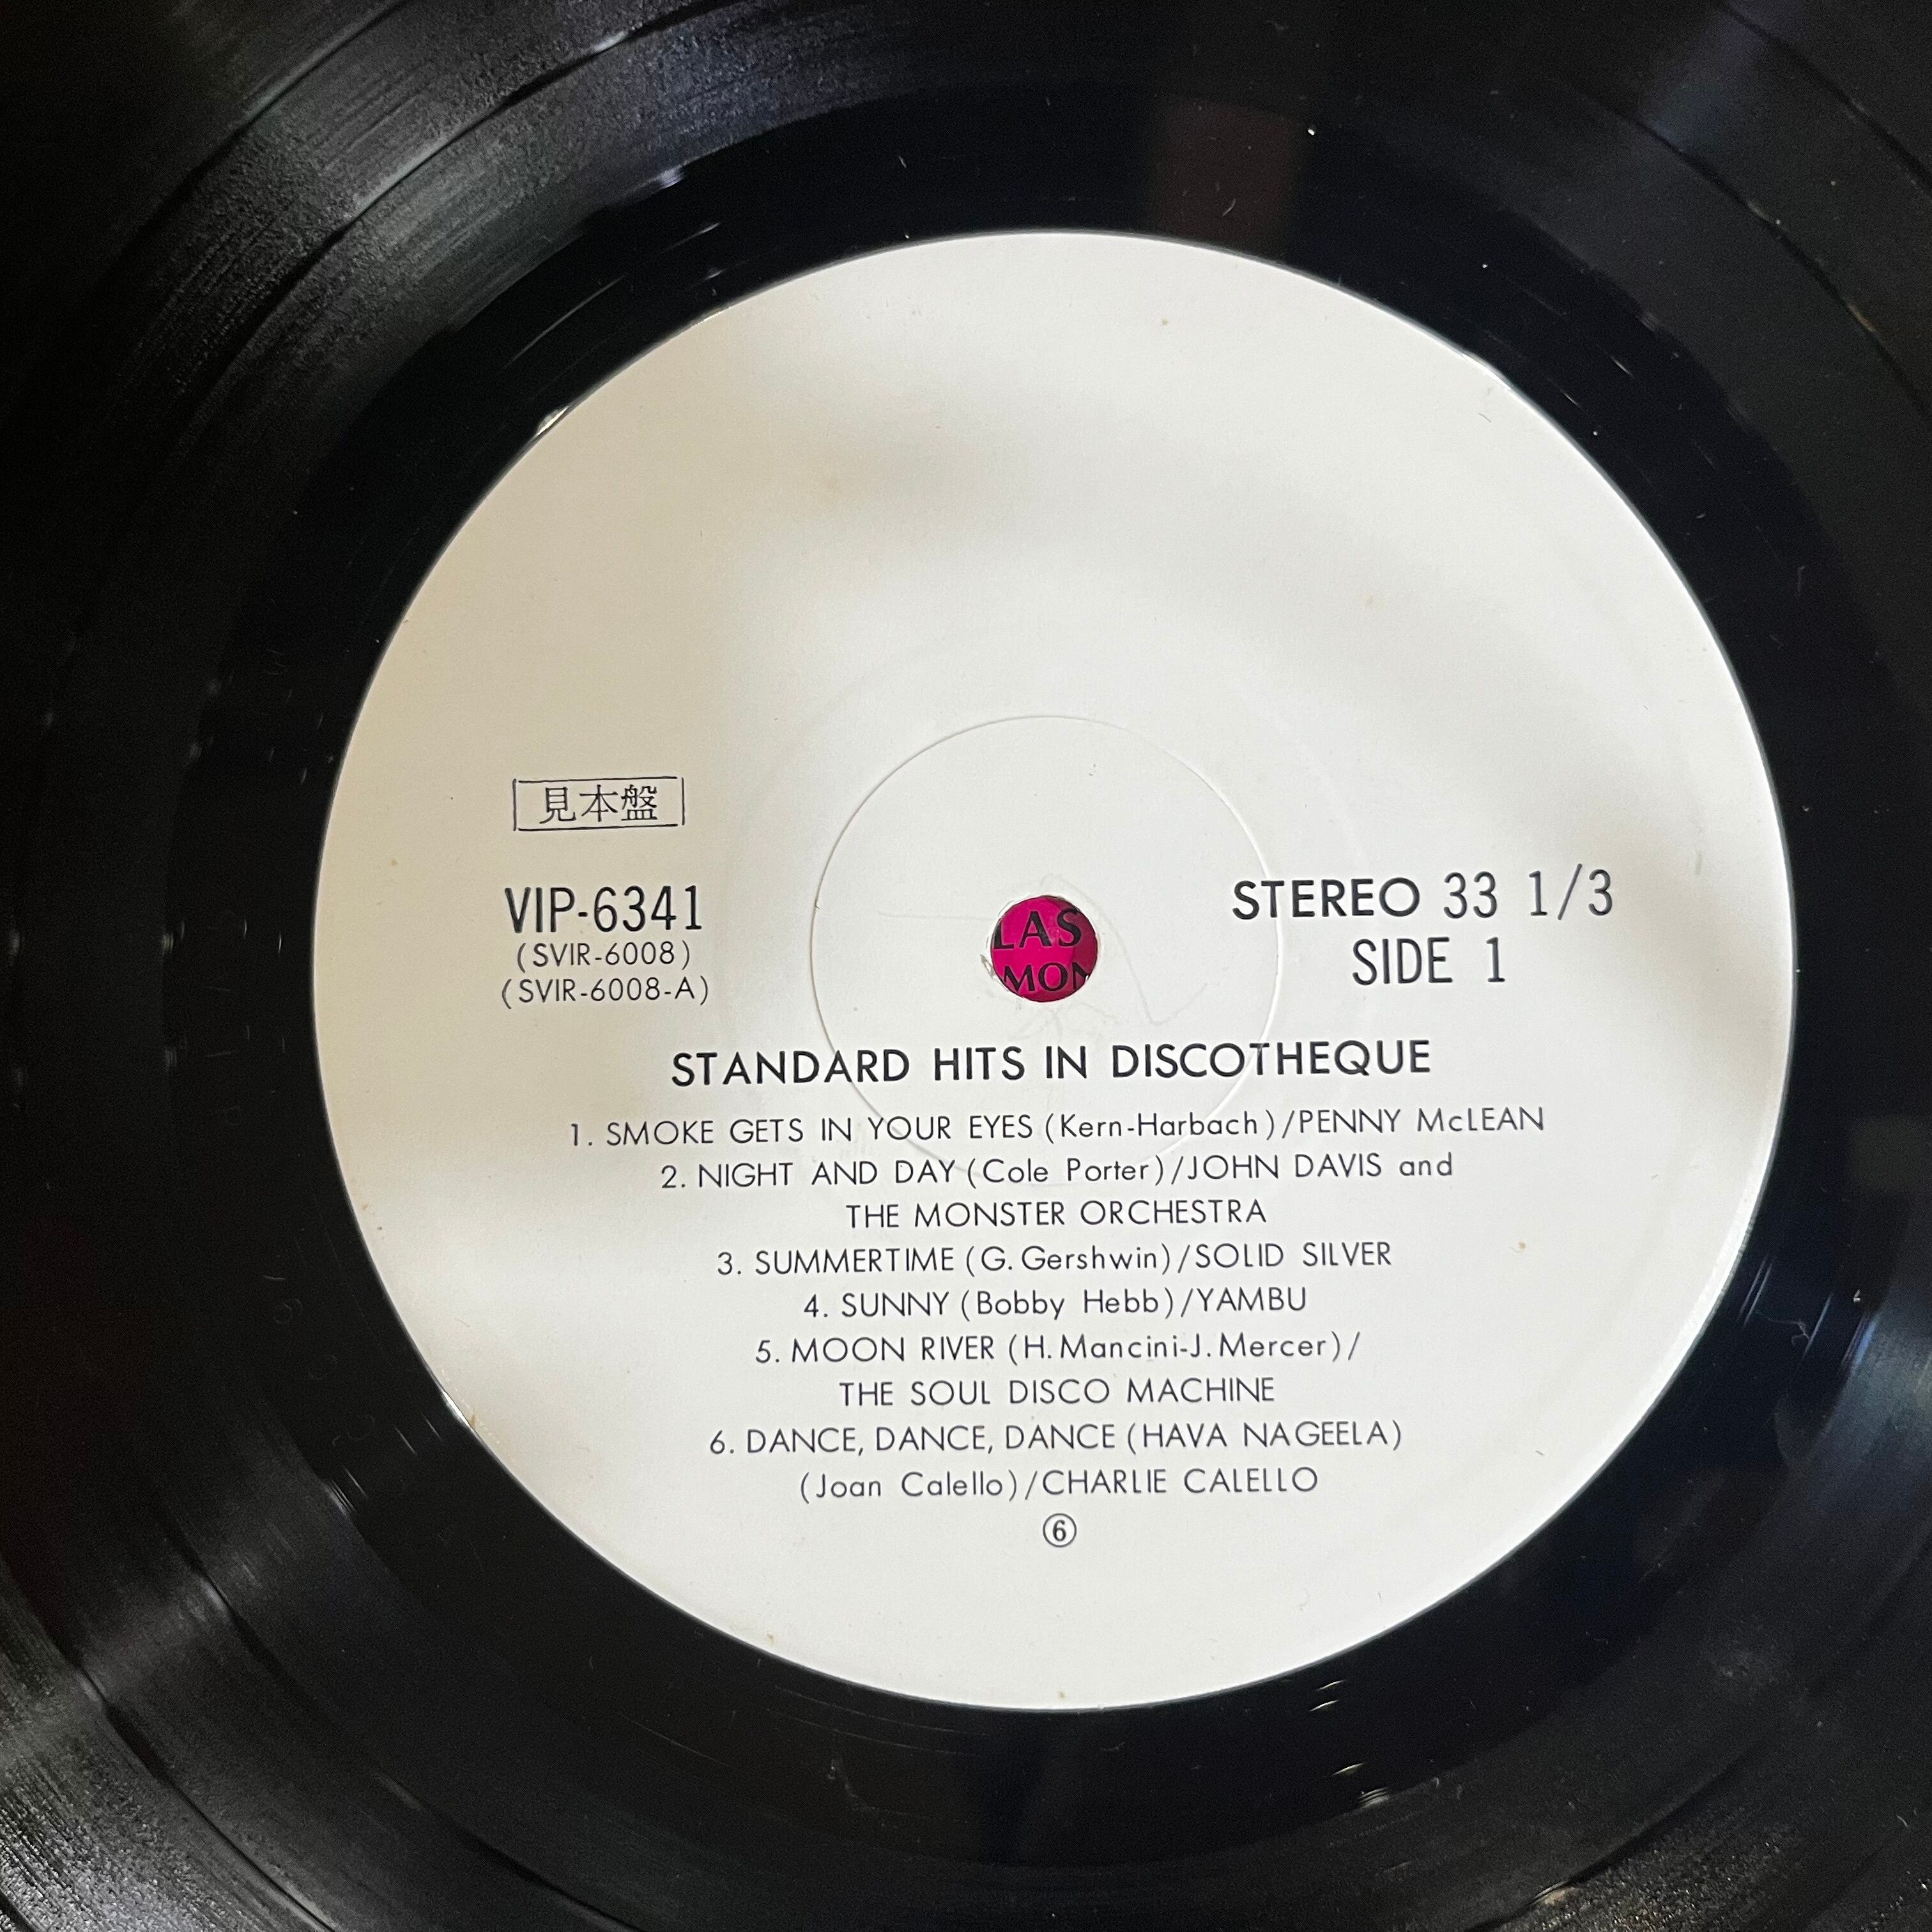 見本盤
VIP-6341
(SVIR-6008)
(SVIR-6008-A)
STEREO 33 1/3
SIDE 1
LAS
MON
STANDARD HITS IN DISCOTHEQUE
1. SMOKE GETS IN YOUR EYES (Kern-Harbach)/PENNY McLEAN
2. NIGHT AND DAY (Cole Porter)/JOHN DAVIS and
THE MONSTER ORCHESTRA
3. SUMMERTIME (G. Gershwin)/SOLID SILVER
4. SUNNY (Bobby Hebb)/YAMBU
5. MOON RIVER (H. Mancini-J. Mercer)/
THE SOUL DISCO MACHINE
6. DANCE, DANCE, DANCE (HAVA NAGEELA)
(Joan Calello)/CHARLIE CALELLO
⑥